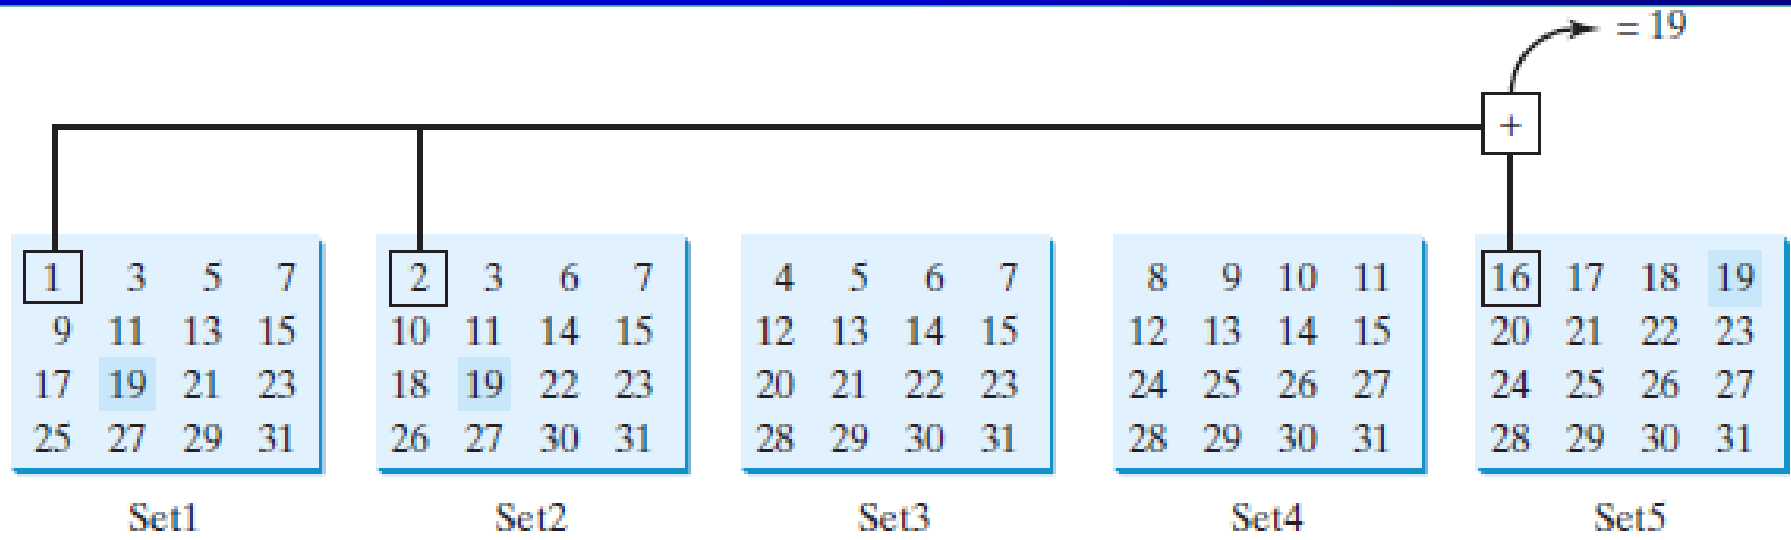 = 19
+
1 3 5 7
9 11 13 15
17 19 21 23
25 27 29 31
Set1
2 3 6 7
10 11 14 15
18 19 22 23
26 27 30 31
Set2
4 5 6 7
12 13 14 15
20 21 22 23
28 29 30 31
Set3
8 9 10 11
12 13 14 15
24 25 26 27
28 29 30 31
Set4
16 17 18 19
20 21 22 23
24 25 26 27
28 29 30 31
Set5